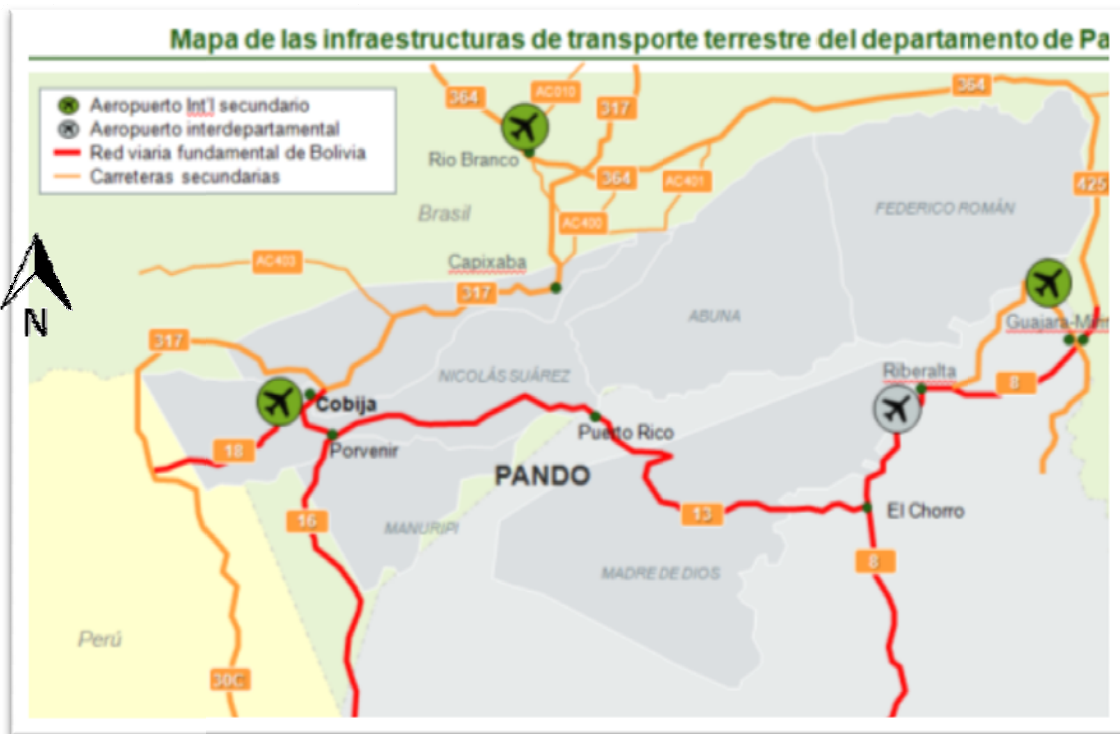 Mapa de las infraestructuras de transporte terrestre del departamento de Pa
Aeropuerto Int'l secundario
Aeropuerto interdepartamental
Red viaria fundamental de Bolivia
Carreteras secundarias
364
AC010
317
364
Rio Branco
364
AC401
425
Brasil
AC400
FEDERICO ROMÁN
AC403
Capixaba
317
N
ABUNA
Guajara-Mirim
317
NICOLÁS SUÁREZ
Riberalta
8
Cobija
Puerto Rico
18
Porvenir
PANDO
16
MANURIPI
13
El Chorro
8
MADRE DE DIOS
Perú
30C